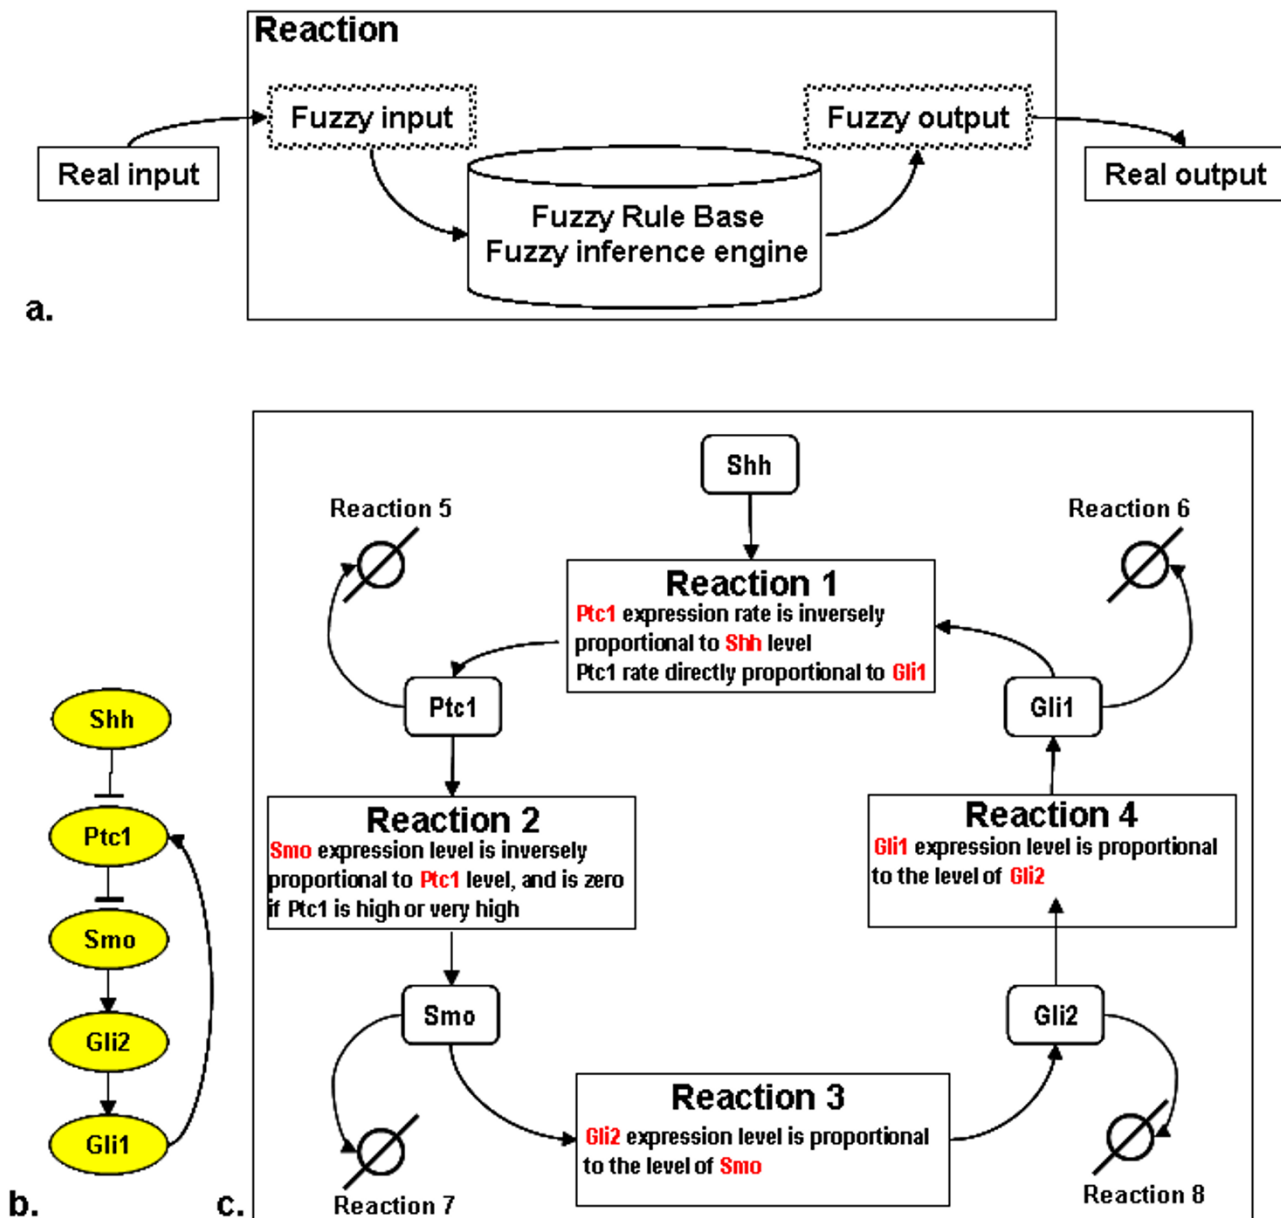 Reaction
Fuzzy input
Fuzzy output
Real input
Real output
Fuzzy Rule Base
Fuzzy inference engine
a.
Shh
Reaction 5
Reaction 6
Reaction 1
Ptc1 expression rate is inversely
proportional to Shh level
Ptc1 rate directly proportional to Gli1
Ptc1
Gli1
Reaction 2
Smo expression level is inversely
proportional to Ptc1 level, and is zero
if Ptc1 is high or very high
Reaction 4
Gli1 expression level is proportional
to the level of Gli2
Smo
Gli2
Reaction 3
Gli2 expression level is proportional
to the level of Smo
Reaction 7
Reaction 8
Shh
Ptc1
Smo
Gli2
Gli1
b.
c.